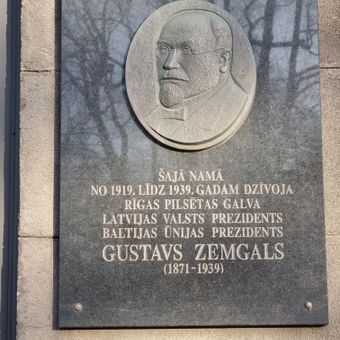 ŠAJĀ NAMĀ
NO 1919. LĪDZ 1939. GADAM DZĪVOJA
RĪGAS PILSĒTAS GALVA
LATVIJAS VALSTS PREZIDENTS
BALTIJAS ŪNIJAS PREZIDENTS
GUSTAVS ZEMGALS
(1871-1939)